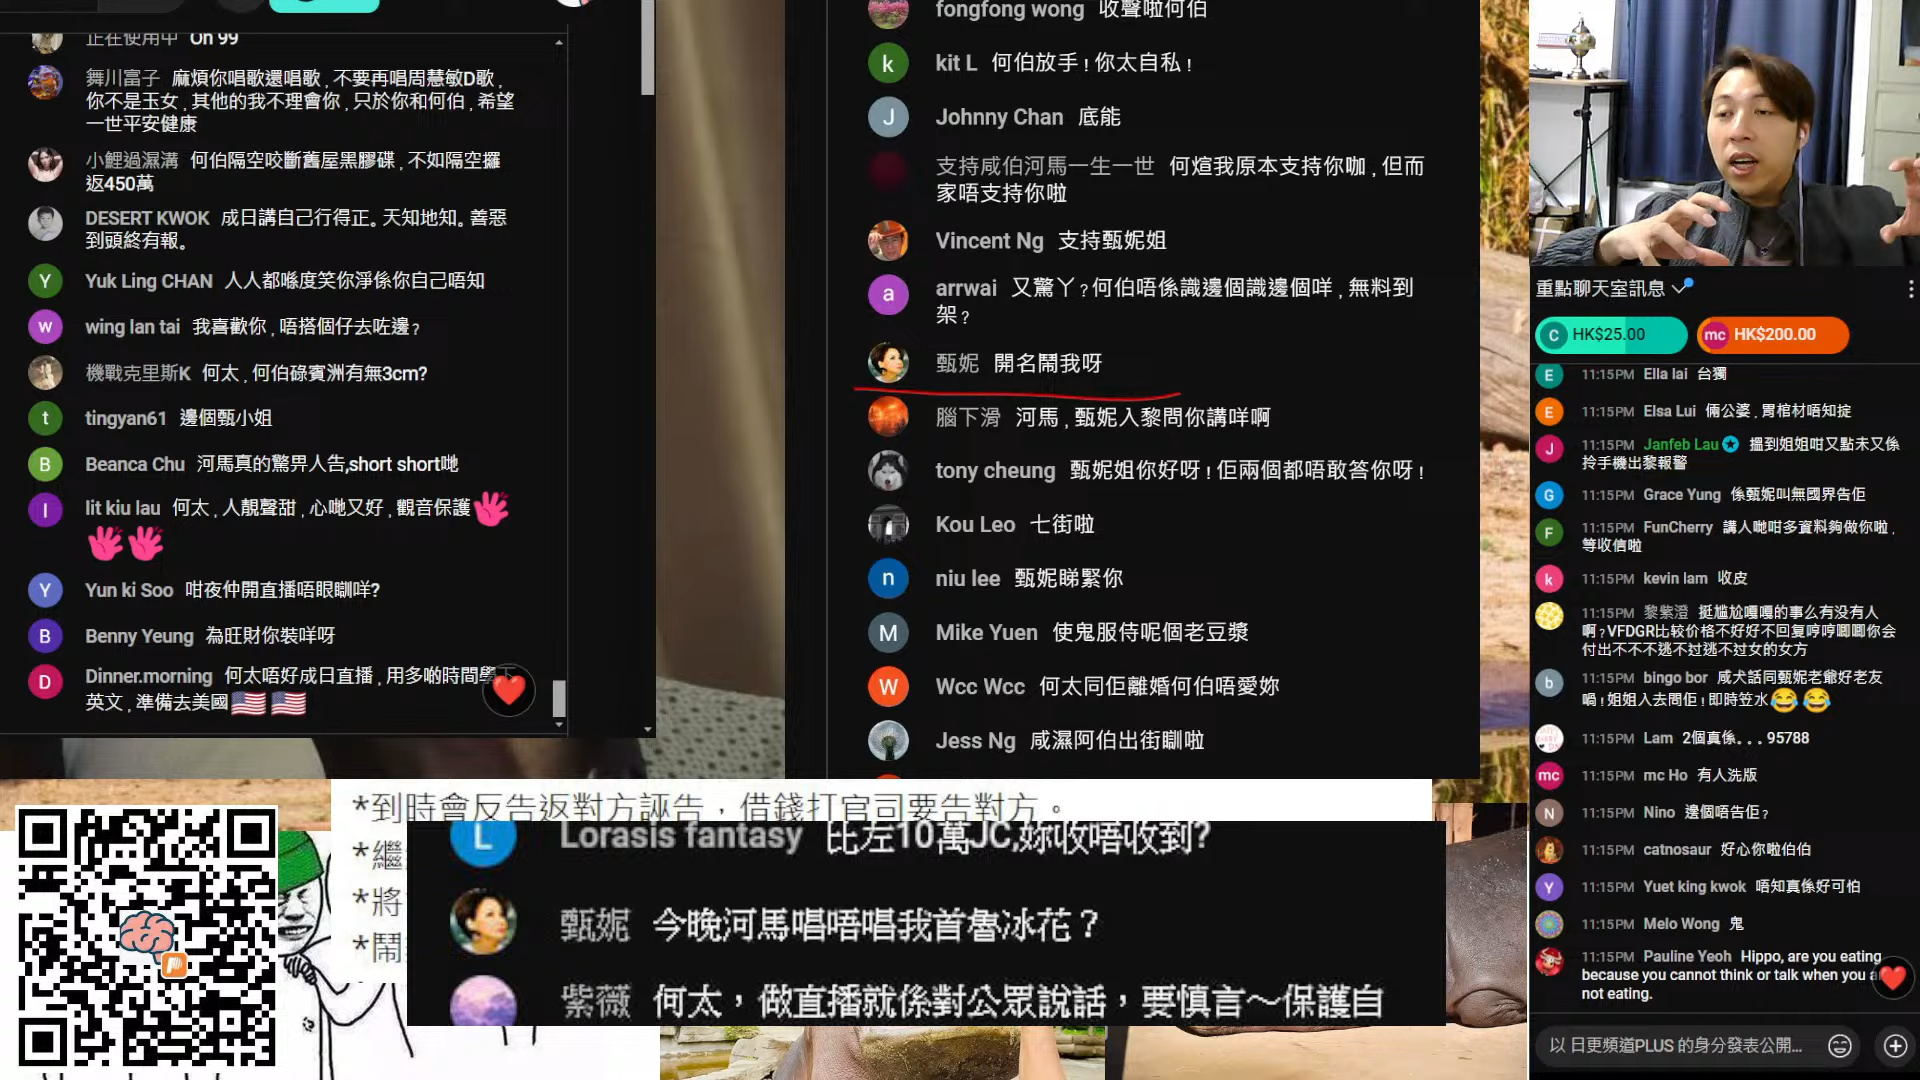 正在使用中 On 99
舞川富子 麻煩你唱歌還唱歌 , 不要再唱周慧敏D歌 ,
你不是玉女 , 其他的我不理會你 , 只於你和何伯 , 希望
一世平安健康
小鯉過濕溝 何伯隔空咬斷舊屋黑膠碟 , 不如隔空攞
返450萬
DESERT KWOK 成日講自己行得正。天知地知。善惡
到頭終有報。
Yuk Ling CHAN 人人都喺度笑你淨係你自己唔知
wing lan tai 我喜歡你 , 唔搭個仔去咗邊 ?
機戰克里斯K 何太 , 何伯碌賓洲有無3cm?
tingyan61 邊個甄小姐
Beanca Chu 河馬真的驚畀人告,short short哋
lit kiu lau 何太 , 人靚聲甜 , 心哋又好 , 觀音保護
Yun ki Soo 咁夜仲開直播唔眼瞓咩?
Benny Yeung 為旺財你裝咩呀
Dinner.morning 何太唔好成日直播 , 用多啲時間學下
英文 , 準備去美國
fongfong wong 收聲啦何伯
kit L 何伯放手 ! 你太自私 !
Johnny Chan 底能
支持咸伯河馬一生一世 何煊我原本支持你㗎 , 但而
家唔支持你啦
Vincent Ng 支持甄妮姐
arrwai 又驚丫 ? 何伯唔係識邊個識邊個咩 , 無料到
架 ?
甄妮 開名鬧我呀
腦下滑 河馬 , 甄妮入黎問你講咩啊
tony cheung 甄妮姐你好呀 ! 佢兩個都唔敢答你呀 !
Kou Leo 七街啦
niu lee 甄妮睇緊你
Mike Yuen 使鬼服侍呢個老豆漿
Wcc Wcc 何太同佢離婚何伯唔愛妳
Jess Ng 咸濕阿伯出街瞓啦
*到時會反告返對方誣告，借錢打官司要告對方。
*繼
*將
*鬧
Lorasis fantasy 比左10萬JC,妳收唔收到?
甄妮 今晚河馬唱唔唱我首魯冰花？
紫薇 何太，做直播就係對公眾說話，要慎言～保護自
重點聊天室訊息
C HK$25.00 mc HK$200.00
11:15PM Ella lai 台獨
11:15PM Elsa Lui 倆公婆 , 胃棺材唔知掟
11:15PM Janfeb Lau 搵到姐姐咁又點未又係
拎手機出黎報警
11:15PM Grace Yung 係甄妮叫無國界告佢
11:15PM FunCherry 講人哋咁多資料夠做你啦 ,
等收信啦
11:15PM kevin lam 收皮
11:15PM 黎紫澄 挺尴尬嘎嘎的事么有没有人
啊 ? VFDGR比较价格不好好不回复哼哼唧唧你会
付出不不不逃不过逃不过女的女方
11:15PM bingo bor 咸犬話同甄妮老爺好老友
喎 ! 姐姐入去問佢 ! 即時笠水
11:15PM Lam 2個真係。。。95788
11:15PM mc Ho 有人洗版
11:15PM Nino 邊個唔告佢 ?
11:15PM catnosaur 好心你啦伯伯
11:15PM Yuet king kwok 唔知真係好可怕
11:15PM Melo Wong 鬼
11:15PM Pauline Yeoh Hippo, are you eating
because you cannot think or talk when you a
not eating.
以 日更頻道PLUS 的身分發表公開...